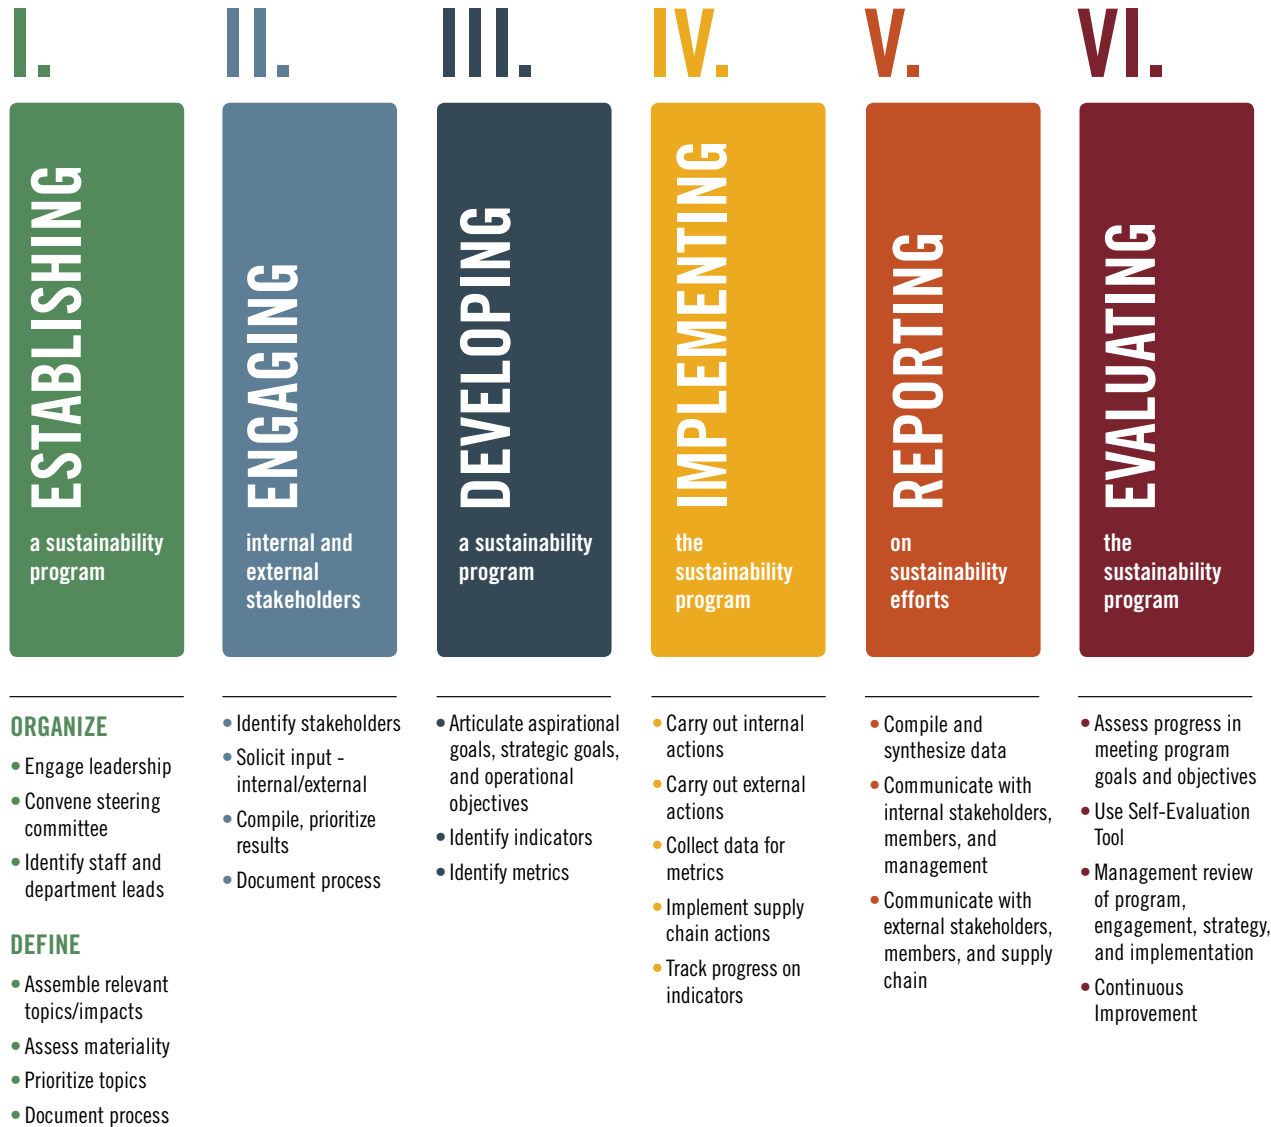 I.
ESTABLISHING
a sustainability
program
ORGANIZE
• Engage leadership
• Convene steering
committee
• Identify staff and
department leads
DEFINE
• Assemble relevant
topics/impacts
• Assess materiality
• Prioritize topics
• Document process
II.
ENGAGING
internal and
external
stakeholders
• Identify stakeholders
• Solicit input -
internal/external
• Compile, prioritize
results
• Document process
III.
DEVELOPING
a sustainability
program
• Articulate aspirational
goals, strategic goals,
and operational
objectives
• Identify indicators
• Identify metrics
IV.
IMPLEMENTING
the
sustainability
program
• Carry out internal
actions
• Carry out external
actions
• Collect data for
metrics
• Implement supply
chain actions
• Track progress on
indicators
V.
REPORTING
on
sustainability
efforts
• Compile and
synthesize data
• Communicate with
internal stakeholders,
members, and
management
• Communicate with
external stakeholders,
members, and supply
chain
VI.
EVALUATING
the
sustainability
program
• Assess progress in
meeting program
goals and objectives
• Use Self-Evaluation
Tool
• Management review
of program,
engagement, strategy,
and implementation
• Continuous
Improvement